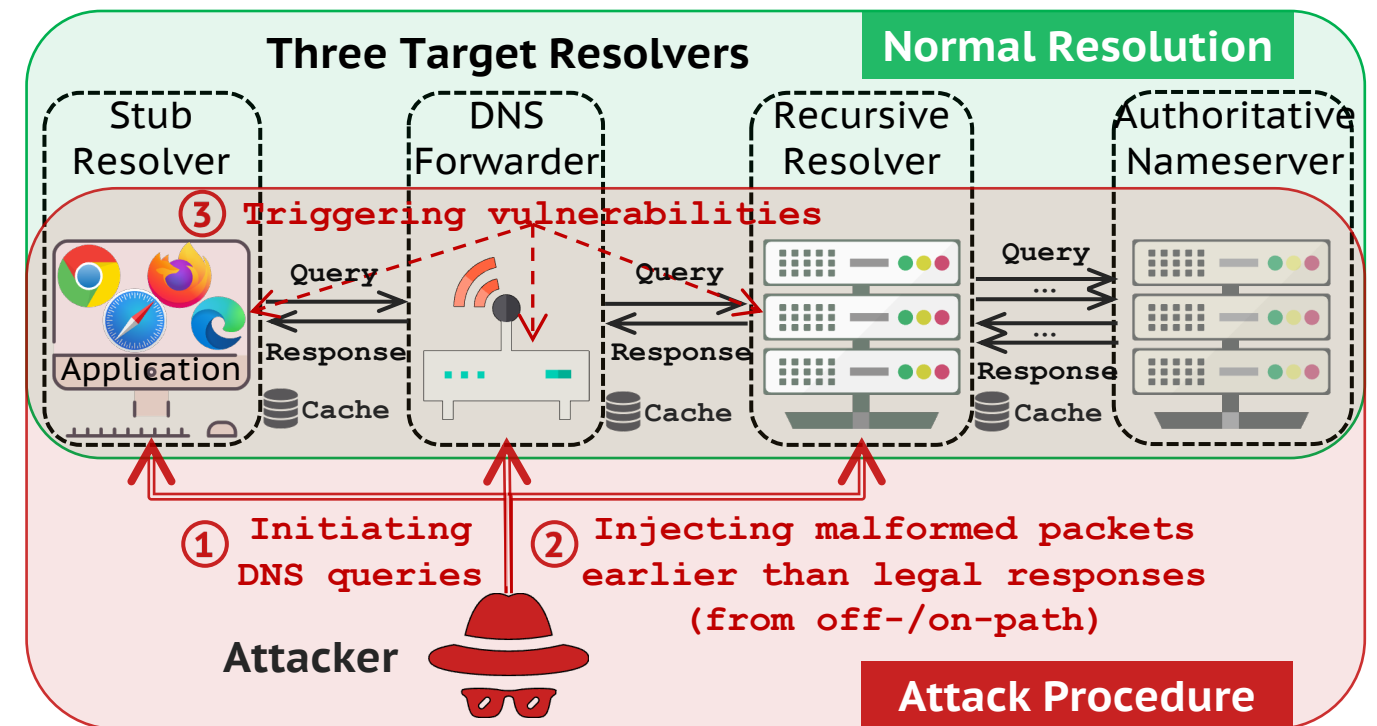 Three Target Resolvers
Normal Resolution
Stub
Resolver
DNS
Forwarder
Recursive
Resolver
Authoritative
Nameserver
③ Triggering vulnerabilities
Query
Query
Query
...
...
Application
Response
Response
Response
Cache
Cache
Cache
① Initiating
DNS queries
② Injecting malformed packets
earlier than legal responses
(from off-/on-path)
Attacker
Attack Procedure